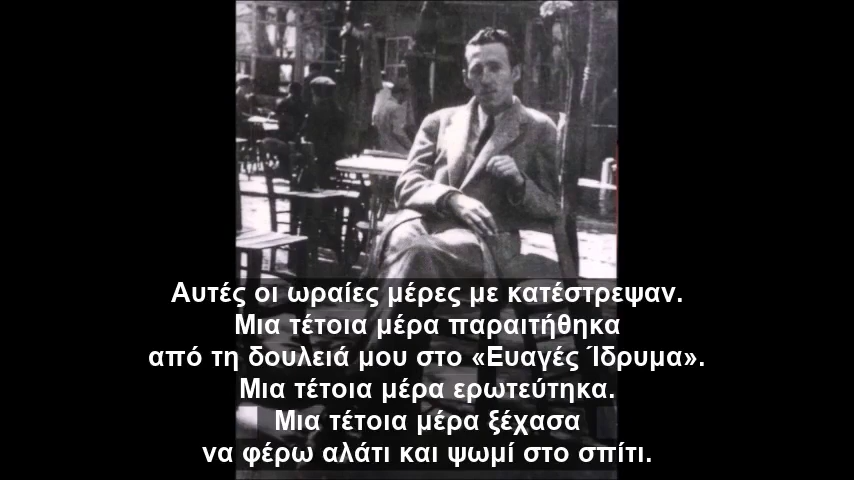 Αυτές οι ωραίες μέρες με κατέστρεψαν.
Μια τέτοια μέρα παραιτήθηκα
από τη δουλειά μου στο «Ευαγές Ίδρυμα».
Μια τέτοια μέρα ερωτεύτηκα.
Μια τέτοια μέρα ξέχασα
να φέρω αλάτι και ψωμί στο σπίτι.